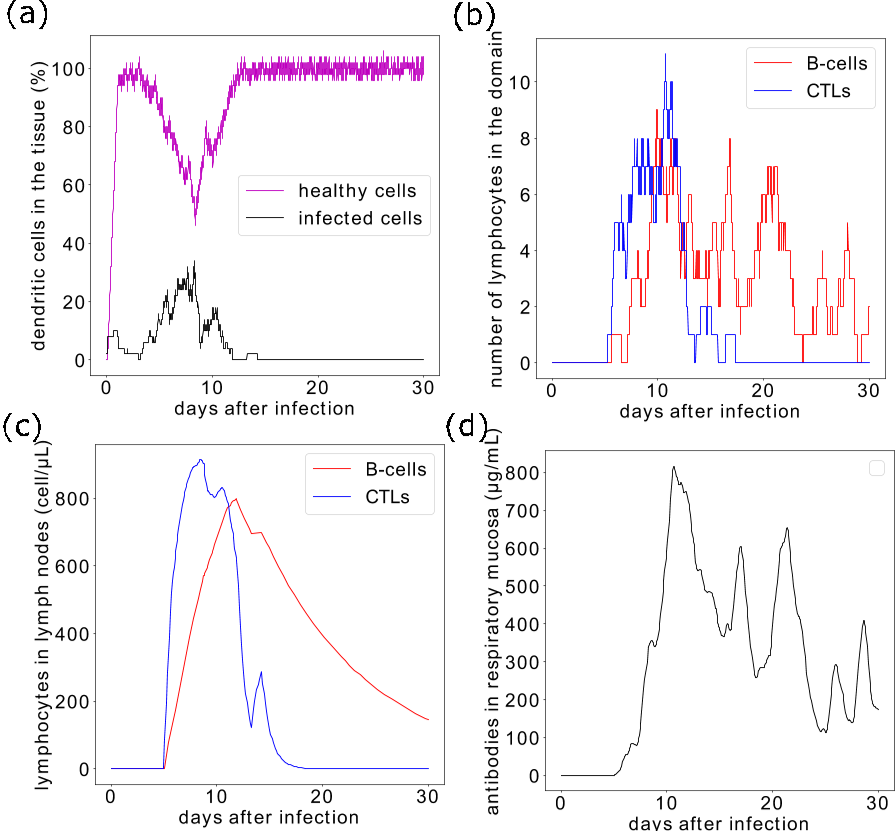 (a)
dendritic cells in the tissue (%)
100
80
60
40
20
0
healthy cells
infected cells
0 10 20 30
days after infection
(b)
number of lymphocytes in the domain
10
8
6
4
2
0
B-cells
CTLs
0 10 20 30
days after infection
(c)
lymphocytes in lymph nodes (cell/μL)
800
600
400
200
0
B-cells
CTLs
0 10 20 30
days after infection
(d)
antibodies in respiratory mucosa (μg/mL)
800
700
600
500
400
300
200
100
0
0 10 20 30
days after infection